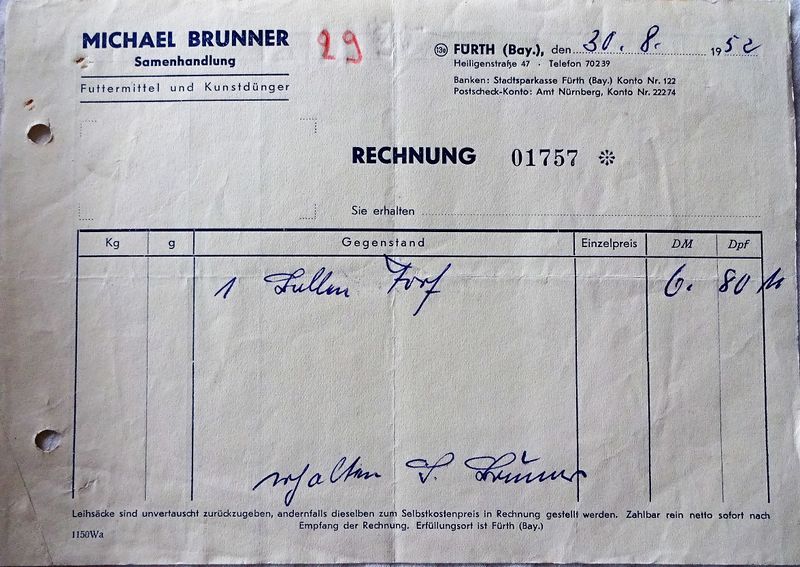 MICHAEL BRUNNER
Samenhandlung
Futtermittel und Kunstdünger
29
13a FÜRTH (Bay.), den 30. 8. 1952
Heiligenstraße 47 · Telefon 70239
Banken: Stadtsparkasse Fürth (Bay.) Konto Nr. 122
Postscheck-Konto: Amt Nürnberg, Konto Nr. 22274
RECHNUNG 01757 ❊
Sie erhalten
Kg g Gegenstand Einzelpreis DM Dpf
1 Ballen Torf 6. 80
erhalten Brunner
Leihsäcke sind unvertauscht zurückzugeben, andernfalls dieselben zum Selbstkostenpreis in Rechnung gestellt werden. Zahlbar rein netto sofort nach
Empfang der Rechnung. Erfüllungsort ist Fürth (Bay.)
1150Wa